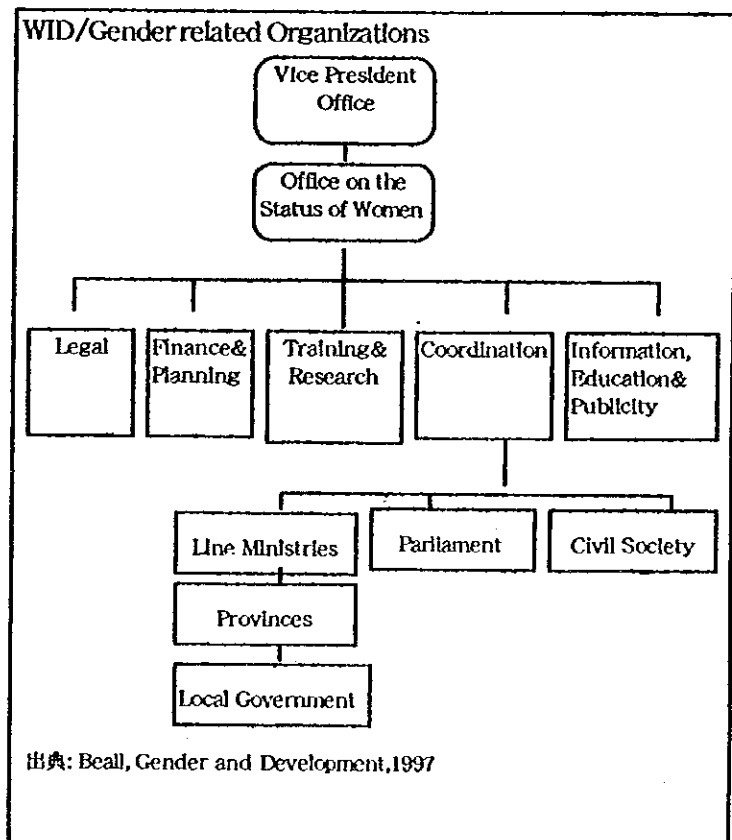 WID/Gender related Organizations
Vice President
Office
Office on the
Status of Women
Legal
Finance&
Planning
Training&
Research
Coordination
Information,
Education&
Publicity
Line Ministries
Parliament
Civil Society
Provinces
Local Government
出典: Beall, Gender and Development,1997